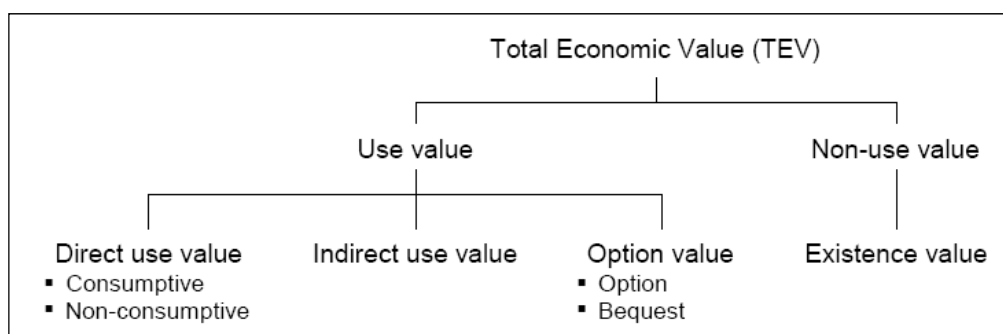 Total Economic Value (TEV)
Use value Non-use value
Direct use value Indirect use value Option value Existence value
▪ Consumptive ▪ Option
▪ Non-consumptive ▪ Bequest